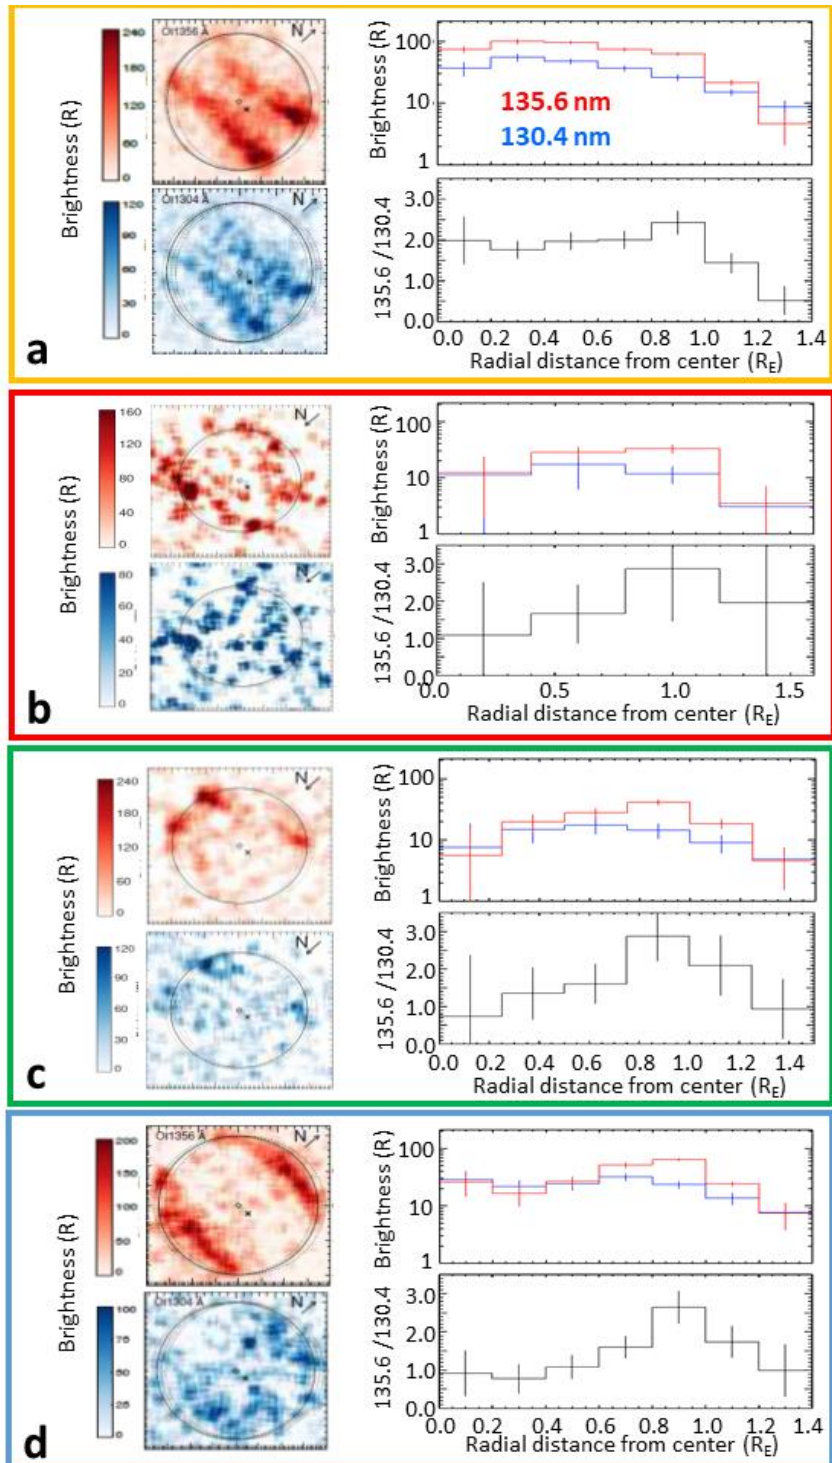 Brightness (R)
240
180
120
60
0
OI1356 Å
N
120
90
60
30
0
OI1304 Å
N
a
Brightness (R)
100
10
1
135.6 nm
130.4 nm
135.6 /130.4
3.0
2.0
1.0
0.0
0.0 0.2 0.4 0.6 0.8 1.0 1.2 1.4
Radial distance from center (RE)
Brightness (R)
160
120
80
40
0
N
80
60
40
20
0
N
b
Brightness (R)
100
10
1
135.6 /130.4
3.0
2.0
1.0
0.0
0.0 0.5 1.0 1.5
Radial distance from center (RE)
Brightness (R)
240
180
120
60
0
N
120
90
60
30
0
N
c
Brightness (R)
100
10
1
135.6 /130.4
3.0
2.0
1.0
0.0
0.0 0.2 0.4 0.6 0.8 1.0 1.2 1.4
Radial distance from center (RE)
Brightness (R)
200
150
100
50
0
OI1356 Å
N
100
75
50
25
0
OI1304 Å
N
d
Brightness (R)
100
10
1
135.6 /130.4
3.0
2.0
1.0
0.0
0.0 0.2 0.4 0.6 0.8 1.0 1.2 1.4
Radial distance from center (RE)